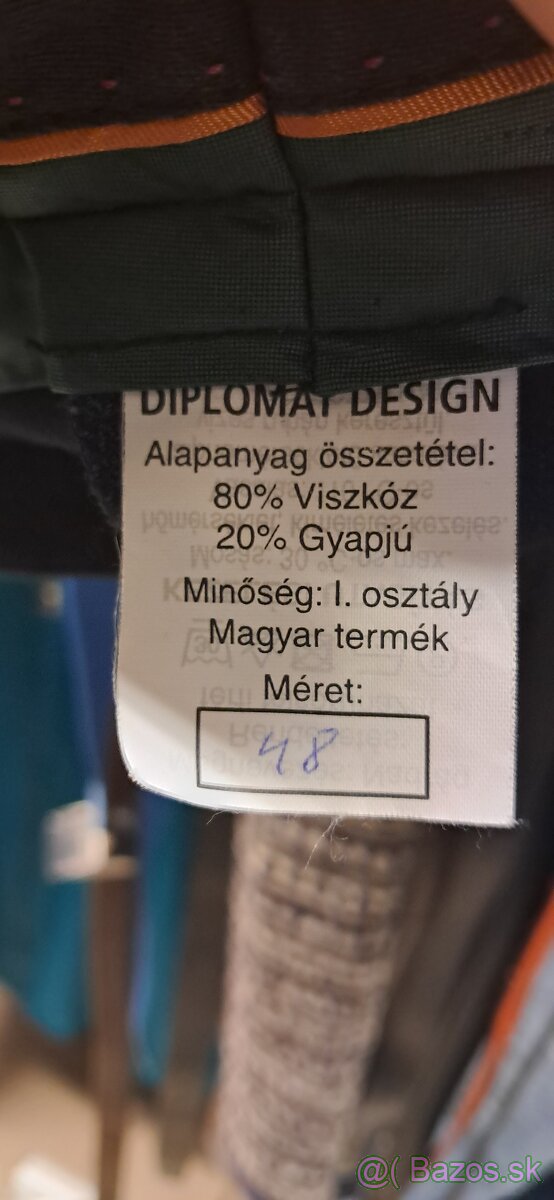 DIPLOMAT DESIGN
Alapanyag összetétel:
80% Viszkóz
20% Gyapjú
Minőség: I. osztály
Magyar termék
Méret:
48
@( Bazos.sk